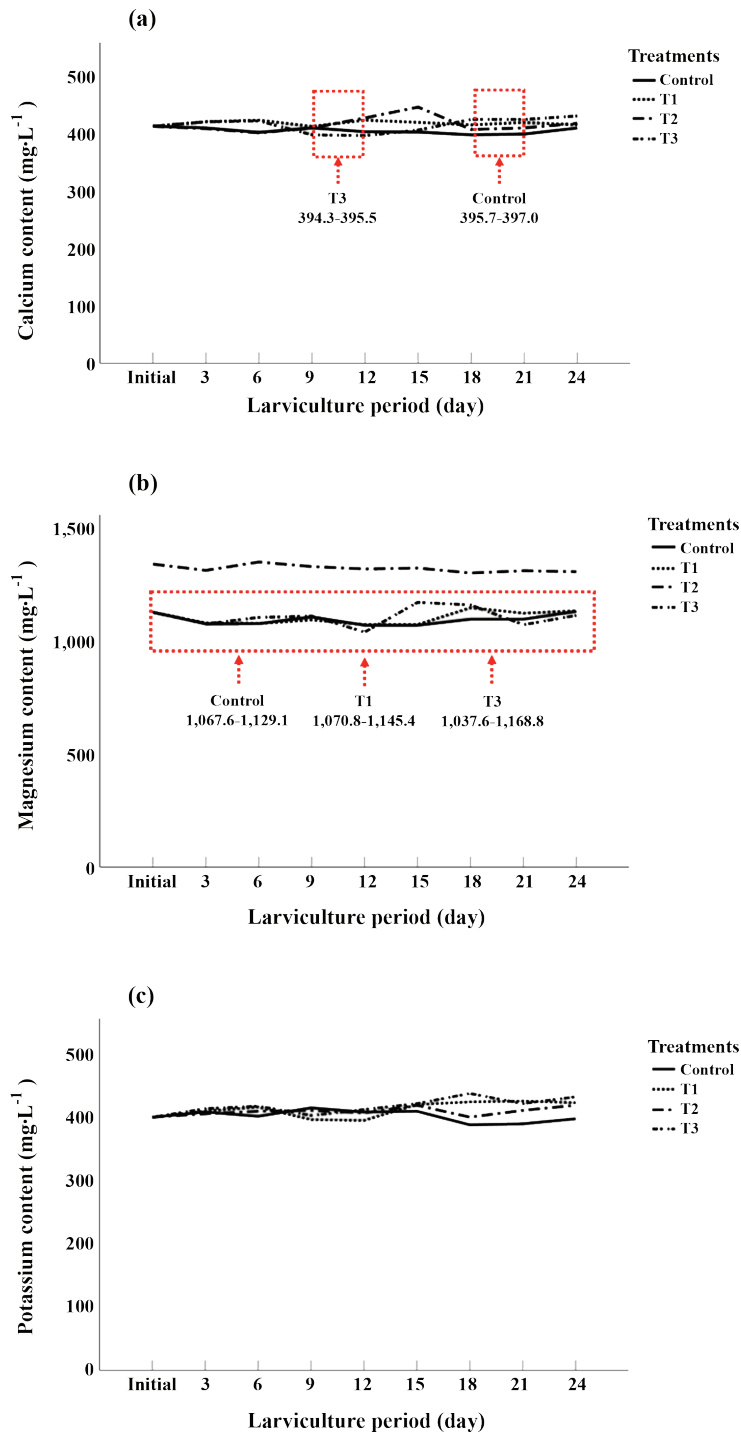 (a)
Calcium content (mg·L⁻¹ )
500
400
300
200
100
0
Treatments
Control
T1
T2
T3
T3
394.3-395.5
Control
395.7-397.0
Initial 3 6 9 12 15 18 21 24
Larviculture period (day)
(b)
Magnesium content (mg·L⁻¹ )
1,500
1,000
500
0
Treatments
Control
T1
T2
T3
Control
1,067.6-1,129.1
T1
1,070.8-1,145.4
T3
1,037.6-1,168.8
Initial 3 6 9 12 15 18 21 24
Larviculture period (day)
(c)
Potassium content (mg·L⁻¹ )
500
400
300
200
100
0
Treatments
Control
T1
T2
T3
Initial 3 6 9 12 15 18 21 24
Larviculture period (day)